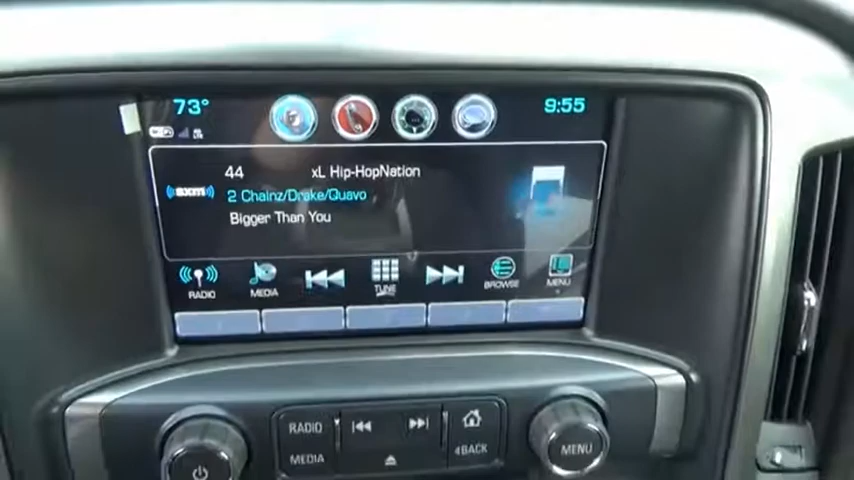 73°
9:55
44 xL Hip-HopNation
sxm
2 Chainz/Drake/Quavo
Bigger Than You
RADIO MEDIA TUNE BROWSE MENU
RADIO
MEDIA
BACK
MENU